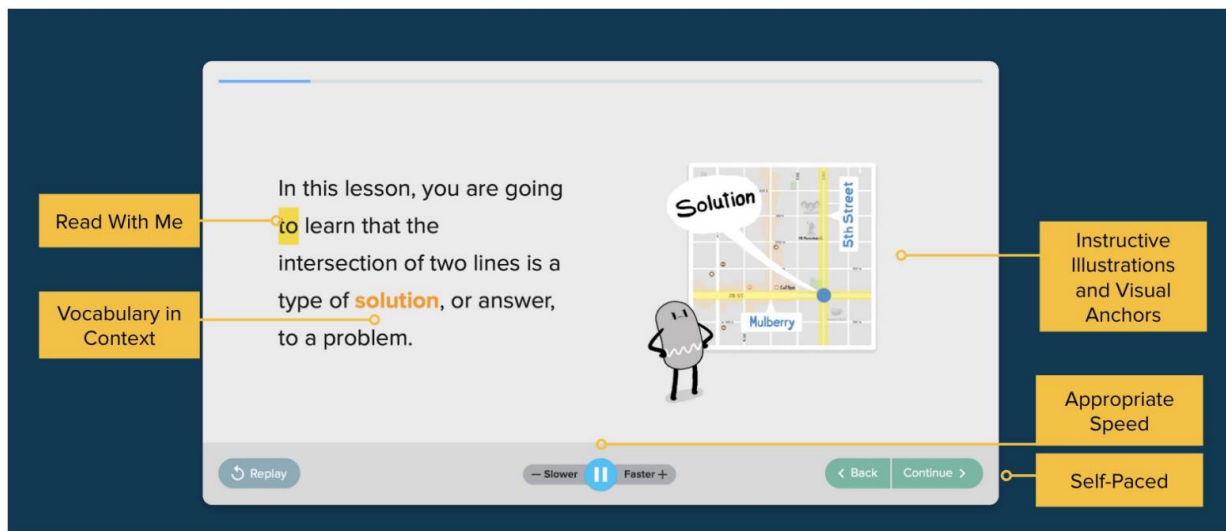 Read With Me
Vocabulary in
Context
In this lesson, you are going
to learn that the
intersection of two lines is a
type of solution, or answer,
to a problem.
Solution
5th Street
Mulberry
Instructive
Illustrations
and Visual
Anchors
Appropriate
Speed
Self-Paced
Replay
– Slower
Faster +
< Back
Continue >